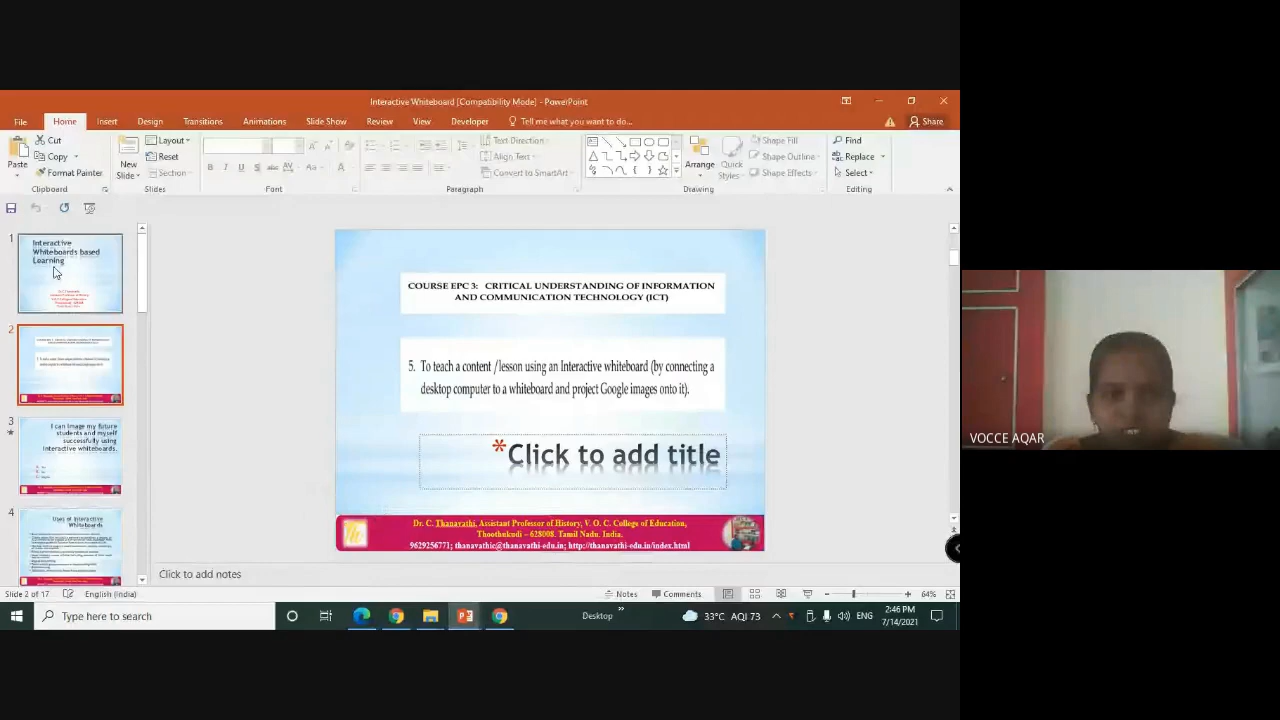 Interactive Whiteboard [Compatibility Mode] - PowerPoint
File Home Insert Design Transitions Animations Slide Show Review View Developer Tell me what you want to do... Share
Paste
Cut
Copy
Format Painter
Clipboard
New Slide
Layout
Reset
Section
Slides
B I U S abc AV Aa A
Font
Text Direction
Align Text
Convert to SmartArt
Paragraph
Arrange
Quick Styles
Shape Fill
Shape Outline
Shape Effects
Drawing
Find
Replace
Select
Editing
1
Interactive
Whiteboards based
Learning
2
3
I can image my future
students and myself
successfully using
interactive whiteboards.
4
Uses of Interactive
Whiteboards
COURSE EPC 3: CRITICAL UNDERSTANDING OF INFORMATION
AND COMMUNICATION TECHNOLOGY (ICT)
5. To teach a content /lesson using an Interactive whiteboard (by connecting a
desktop computer to a whiteboard and project Google images onto it).
*Click to add title
Dr. C. Thanavathi, Assistant Professor of History, V. O. C. College of Education,
Thoothukudi – 628008. Tamil Nadu. India.
9629256771; thanavathic@thanavathi-edu.in; http://thanavathi-edu.in/index.html
VOCCE AQAR
Click to add notes
Slide 2 of 17 English (India) Notes Comments 64%
Type here to search Desktop 33°C AQI 73 ENG 2:46 PM
7/14/2021